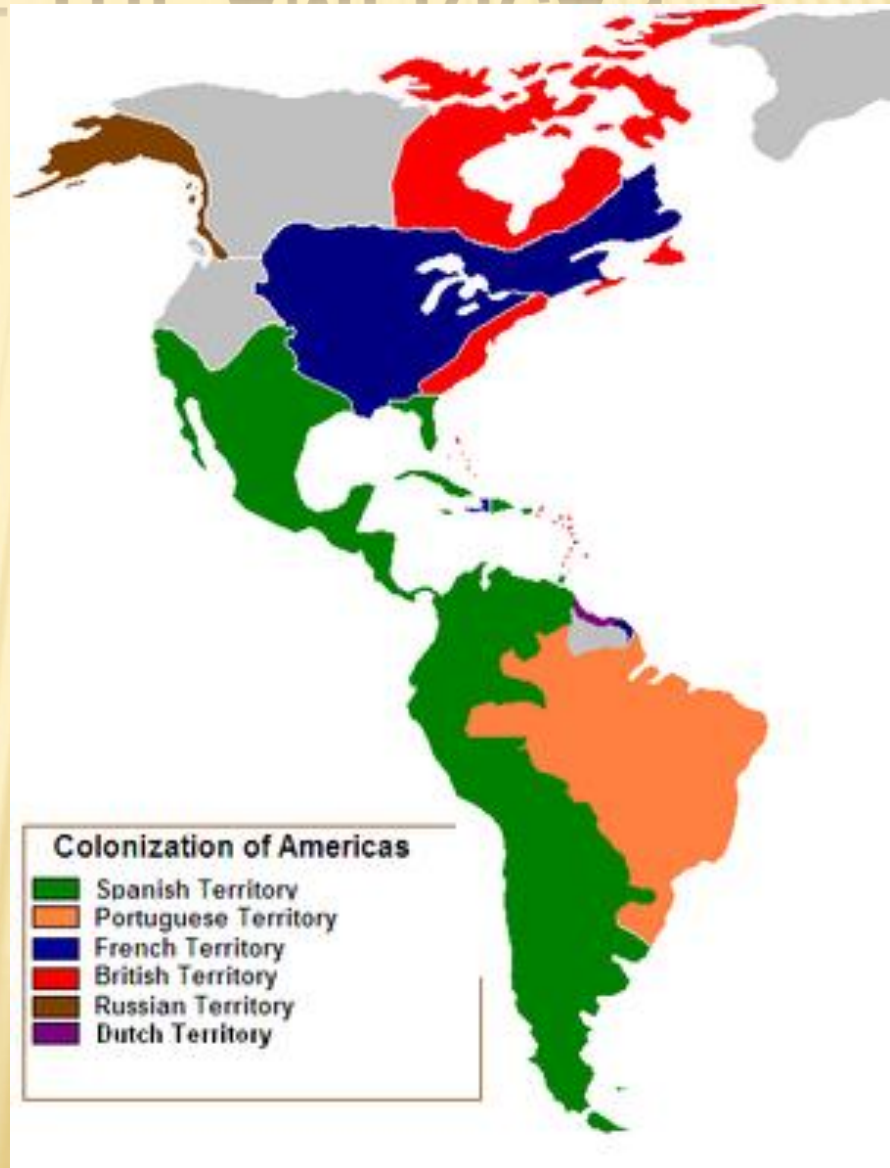 Colonization of Americas
Spanish Territory
Portuguese Territory
French Territory
British Territory
Russian Territory
Dutch Territory